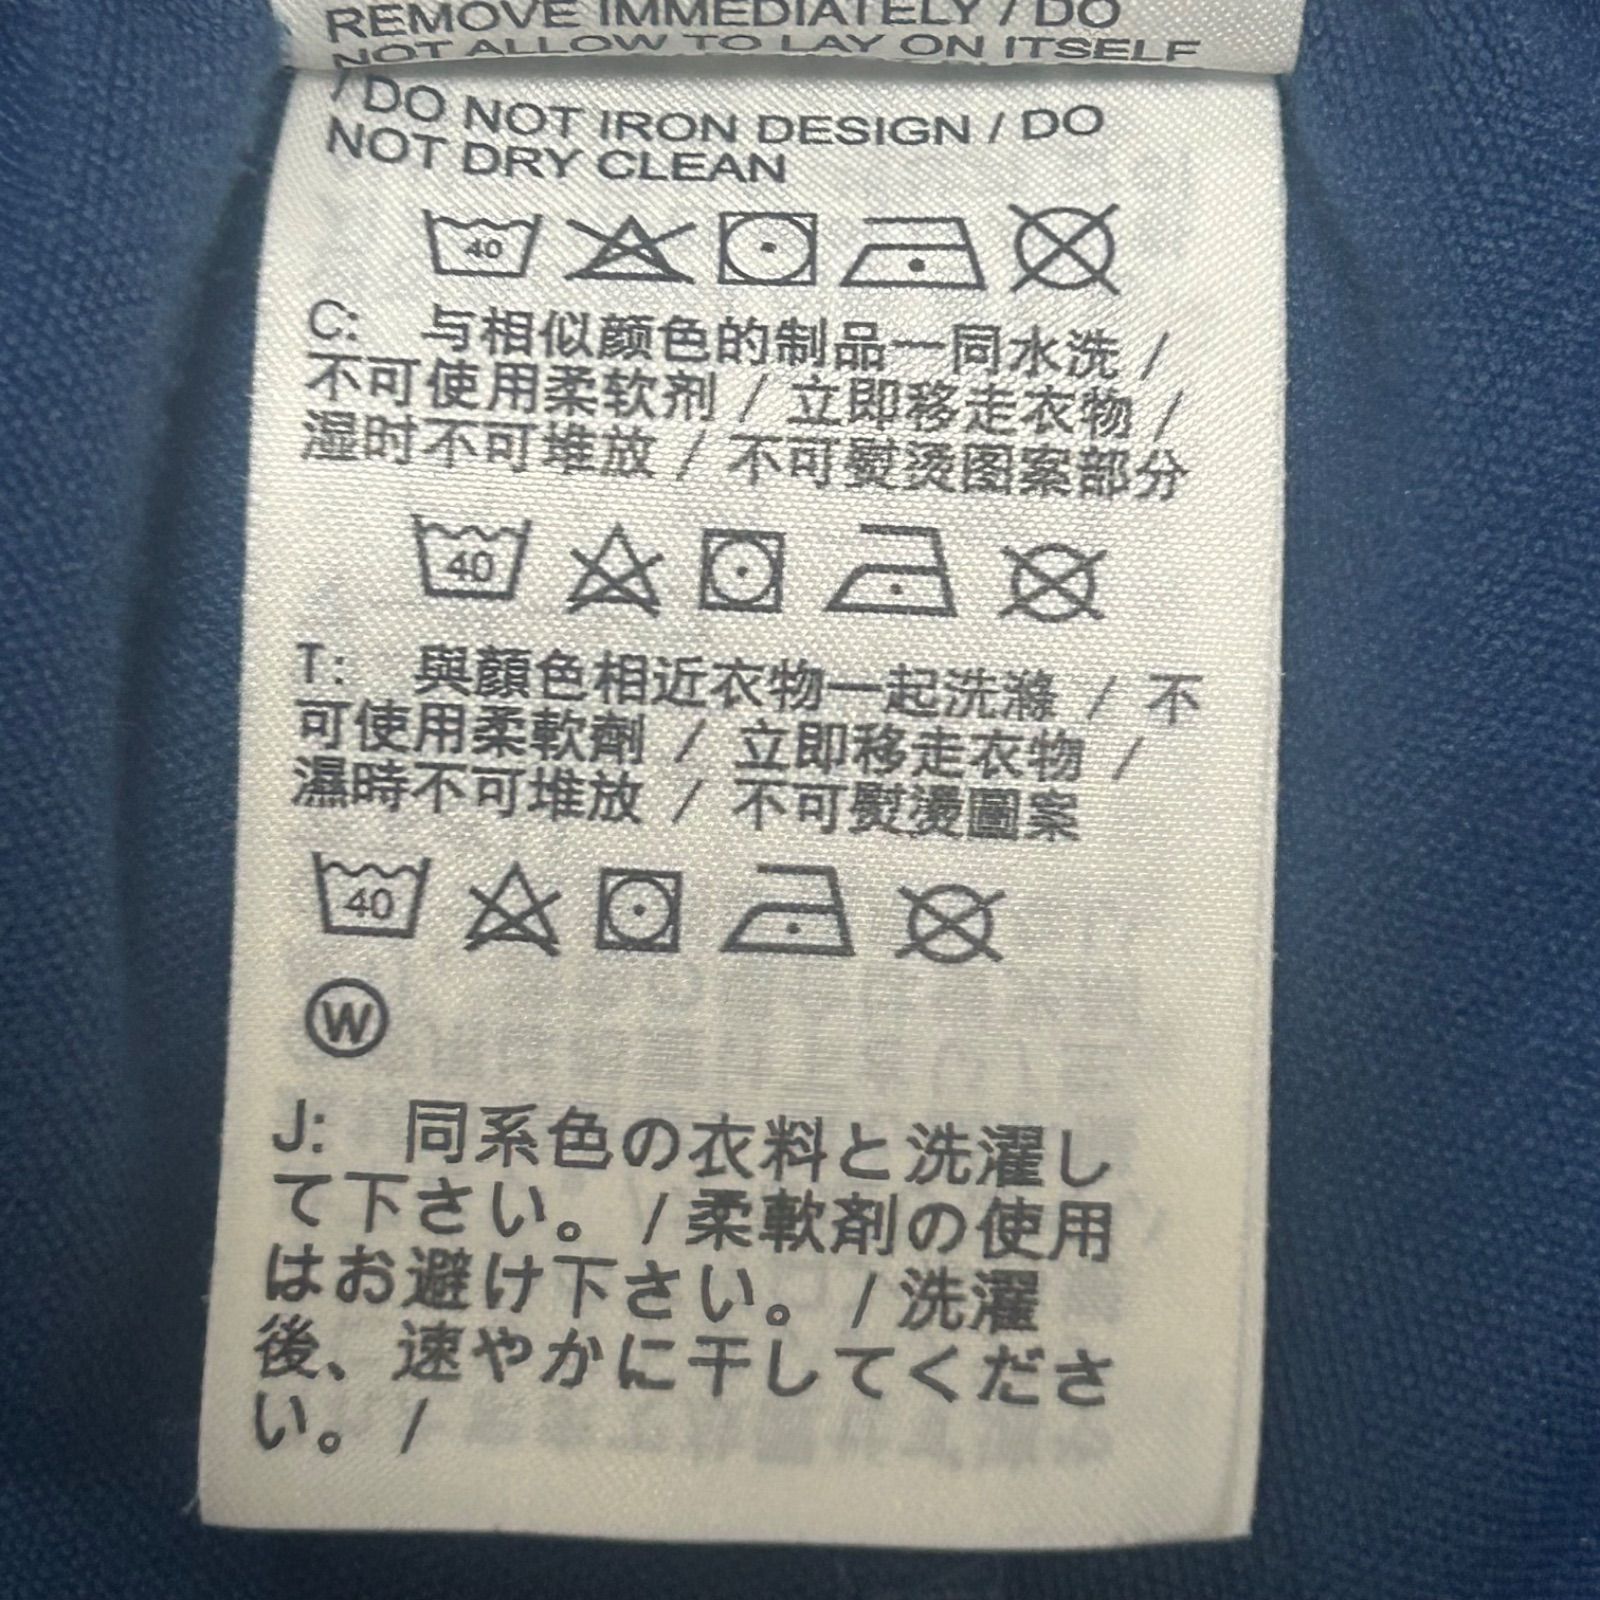 REMOVE IMMEDIATELY / DO
NOT ALLOW TO LAY ON ITSELF
/ DO NOT IRON DESIGN / DO
NOT DRY CLEAN
40
C: 与相似颜色的制品一同水洗 /
不可使用柔软剂 / 立即移走衣物 /
湿时不可堆放 / 不可熨烫图案部分
40
T: 與顏色相近衣物一起洗滌 / 不
可使用柔軟劑 / 立即移走衣物 /
濕時不可堆放 / 不可熨燙圖案
40
W
J: 同系色の衣料と洗濯し
て下さい。 / 柔軟剤の使用
はお避け下さい。 / 洗濯
後、速やかに干してくださ
い。 /